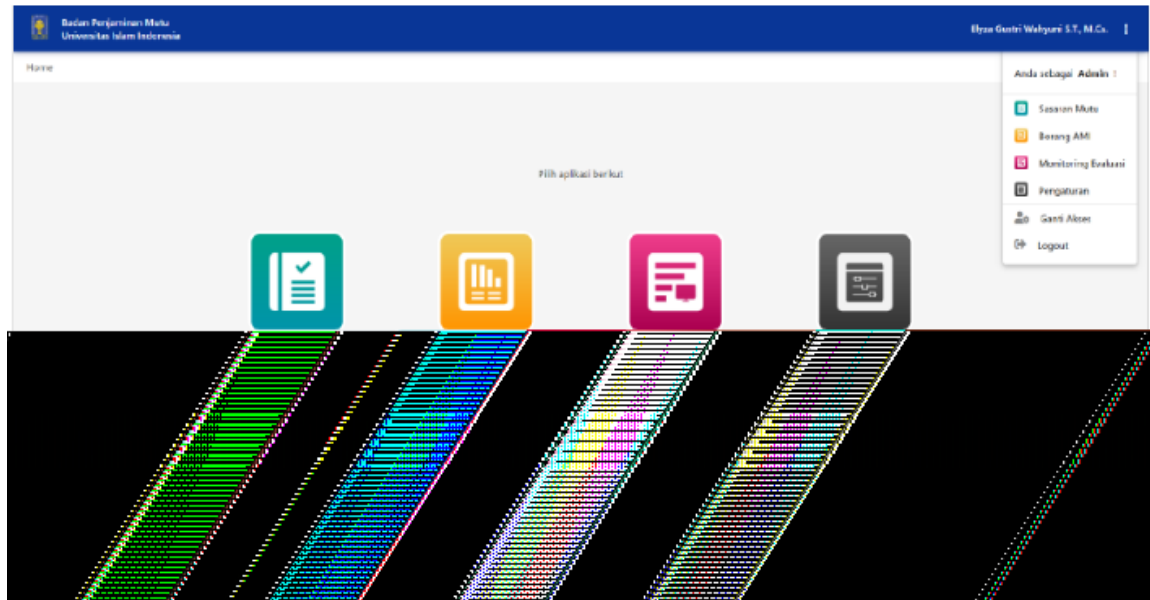 Badan Penjaminan Mutu
Universitas Islam Indonesia
Elyza Gustri Wahyuni S.T., M.Cs.
Home
Anda sebagai Admin
Sasaran Mutu
Borang AMI
Monitoring Evaluasi
Pengaturan
Ganti Akses
Logout
Pilih aplikasi berikut